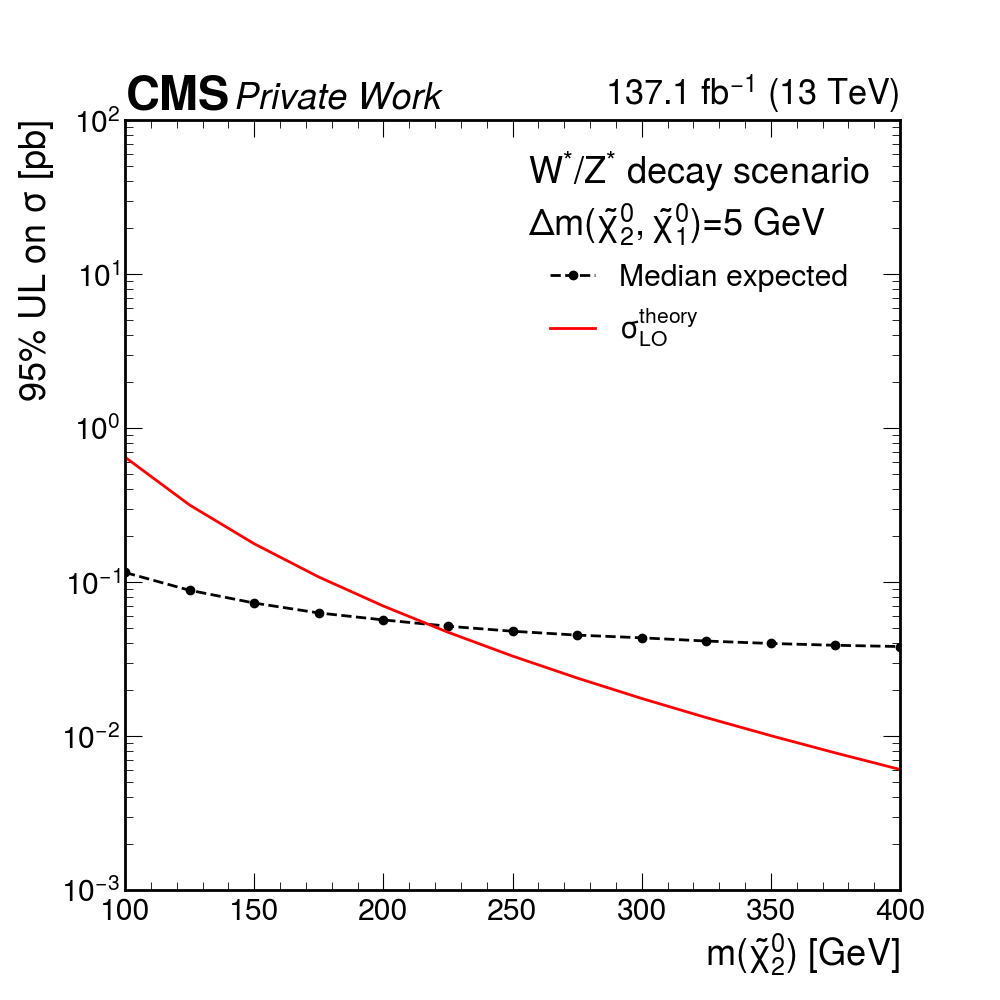 CMS Private Work 137.1 fb⁻¹ (13 TeV)
95% UL on σ [pb]
10²
10¹
10⁰
10⁻¹
10⁻²
10⁻³
W*/Z* decay scenario
Δm(χ̃⁰₂, χ̃⁰₁)=5 GeV
Median expected
σ^theory_LO
100 150 200 250 300 350 400
m(χ̃⁰₂) [GeV]